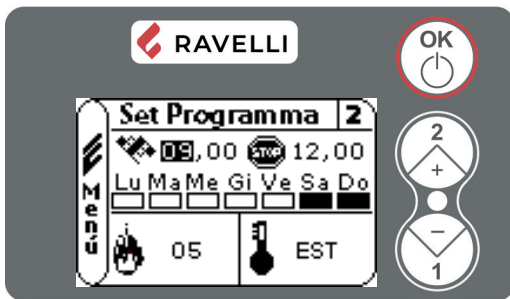 RAVELLI
OK
Set Programma 2
09,00 STOP 12,00
Lu Ma Me Gi Ve Sa Do
Menú
05 EST
2
+
−
1